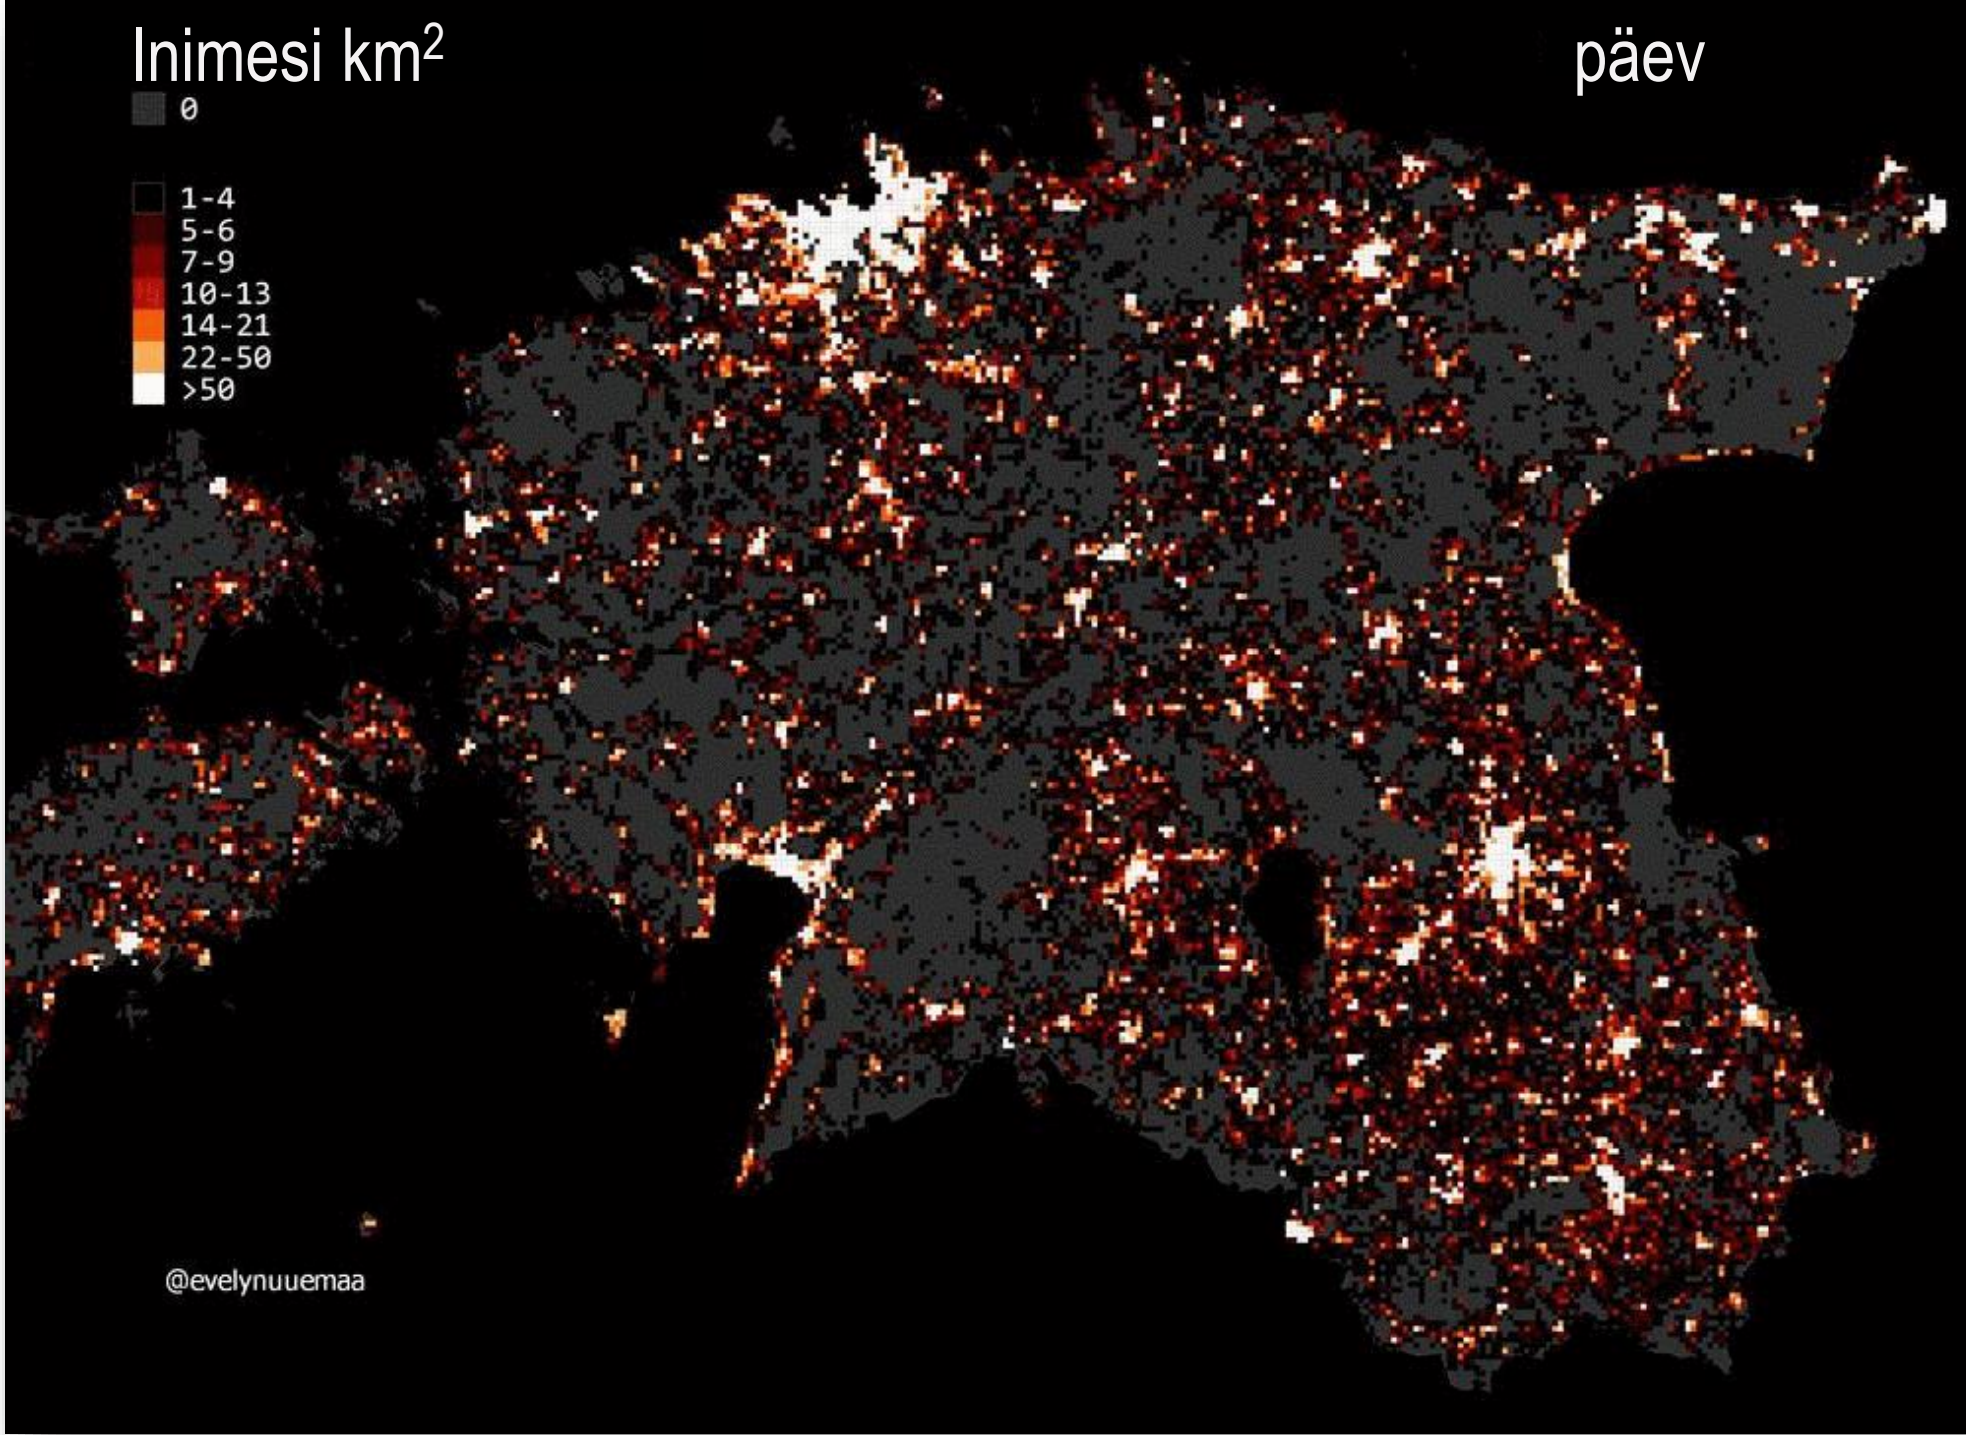 Inimesi km²
päev
0
1-4
5-6
7-9
10-13
14-21
22-50
>50
@evelynuuemaa